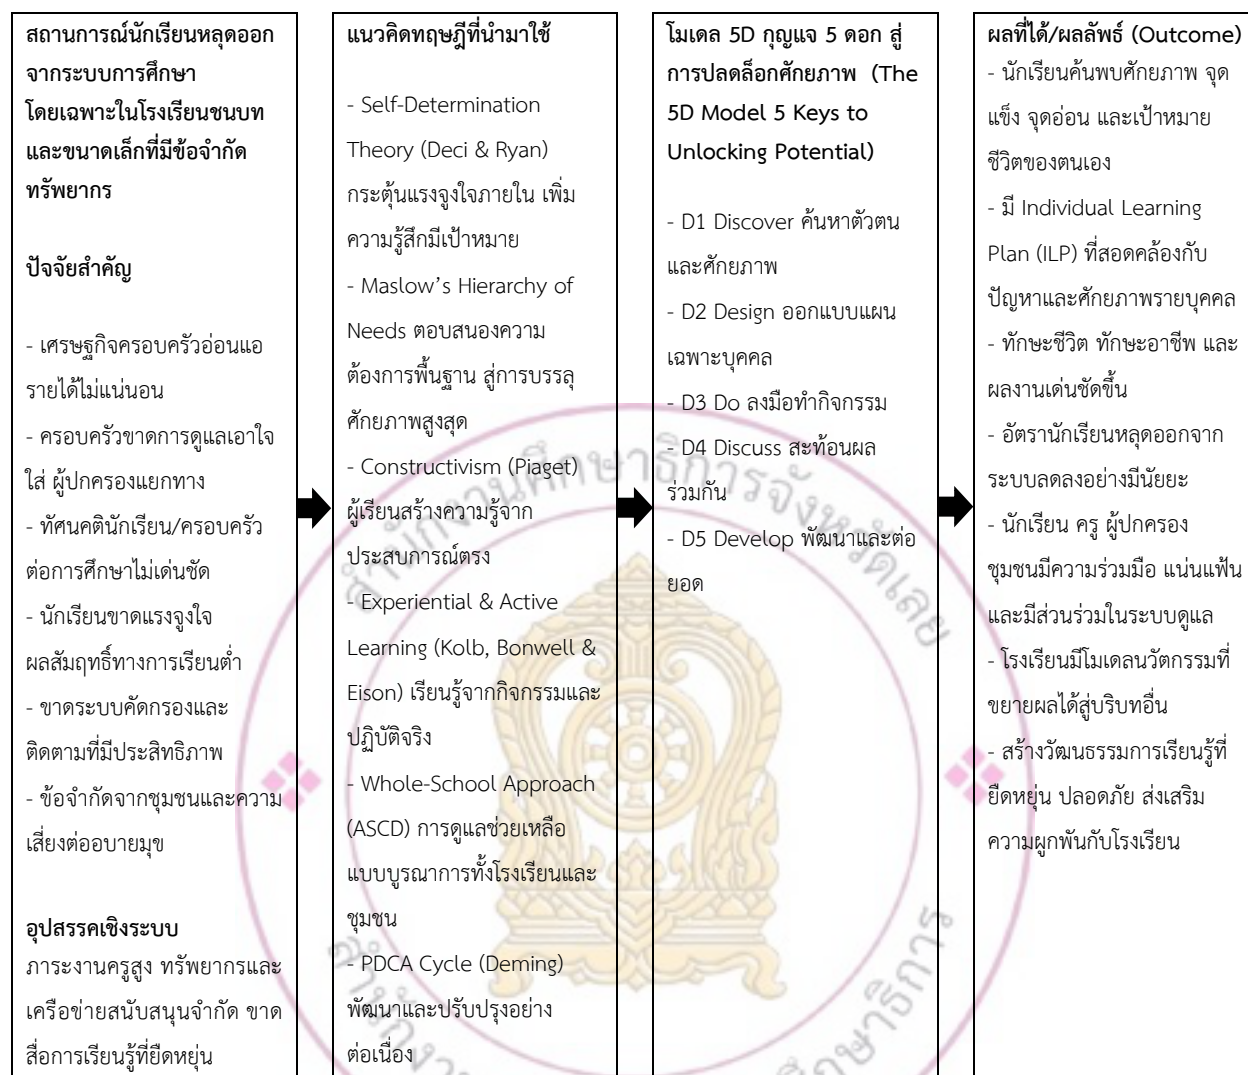 สถานการณ์นักเรียนหลุดออก
จากระบบการศึกษา
โดยเฉพาะในโรงเรียนชนบท
และขนาดเล็กที่มีข้อจำกัด
ทรัพยากร
ปัจจัยสำคัญ
- เศรษฐกิจครอบครัวอ่อนแอ
รายได้ไม่แน่นอน
- ครอบครัวขาดการดูแลเอาใจ
ใส่ ผู้ปกครองแยกทาง
- ทัศนคตินักเรียน/ครอบครัว
ต่อการศึกษาไม่เด่นชัด
- นักเรียนขาดแรงจูงใจ
ผลสัมฤทธิ์ทางการเรียนต่ำ
- ขาดระบบคัดกรองและ
ติดตามที่มีประสิทธิภาพ
- ข้อจำกัดจากชุมชนและความ
เสี่ยงต่ออบายมุข
อุปสรรคเชิงระบบ
ภาระงานครูสูง ทรัพยากรและ
เครือข่ายสนับสนุนจำกัด ขาด
สื่อการเรียนรู้ที่ยืดหยุ่น
แนวคิดทฤษฎีที่นำมาใช้
- Self-Determination
Theory (Deci & Ryan)
กระตุ้นแรงจูงใจภายใน เพิ่ม
ความรู้สึกมีเป้าหมาย
- Maslow’s Hierarchy of
Needs ตอบสนองความ
ต้องการพื้นฐาน สู่การบรรลุ
ศักยภาพสูงสุด
- Constructivism (Piaget)
ผู้เรียนสร้างความรู้จาก
ประสบการณ์ตรง
- Experiential & Active
Learning (Kolb, Bonwell &
Eison) เรียนรู้จากกิจกรรมและ
ปฏิบัติจริง
- Whole-School Approach
(ASCD) การดูแลช่วยเหลือ
แบบบูรณาการทั้งโรงเรียนและ
ชุมชน
- PDCA Cycle (Deming)
พัฒนาและปรับปรุงอย่าง
ต่อเนื่อง
โมเดล 5D กุญแจ 5 ดอก สู่
การปลดล็อกศักยภาพ (The
5D Model 5 Keys to
Unlocking Potential)
- D1 Discover ค้นหาตัวตน
และศักยภาพ
- D2 Design ออกแบบแผน
เฉพาะบุคคล
- D3 Do ลงมือทำกิจกรรม
- D4 Discuss สะท้อนผล
ร่วมกัน
- D5 Develop พัฒนาและต่อ
ยอด
ผลที่ได้/ผลลัพธ์ (Outcome)
- นักเรียนค้นพบศักยภาพ จุด
แข็ง จุดอ่อน และเป้าหมาย
ชีวิตของตนเอง
- มี Individual Learning
Plan (ILP) ที่สอดคล้องกับ
ปัญหาและศักยภาพรายบุคคล
- ทักษะชีวิต ทักษะอาชีพ และ
ผลงานเด่นชัดขึ้น
- อัตรานักเรียนหลุดออกจาก
ระบบลดลงอย่างมีนัยยะ
- นักเรียน ครู ผู้ปกครอง
ชุมชนมีความร่วมมือ แน่นแฟ้น
และมีส่วนร่วมในระบบดูแล
- โรงเรียนมีโมเดลนวัตกรรมที่
ขยายผลได้สู่บริบทอื่น
- สร้างวัฒนธรรมการเรียนรู้ที่
ยืดหยุ่น ปลอดภัย ส่งเสริม
ความผูกพันกับโรงเรียน
สำนักงานศึกษาธิการจังหวัดเลย